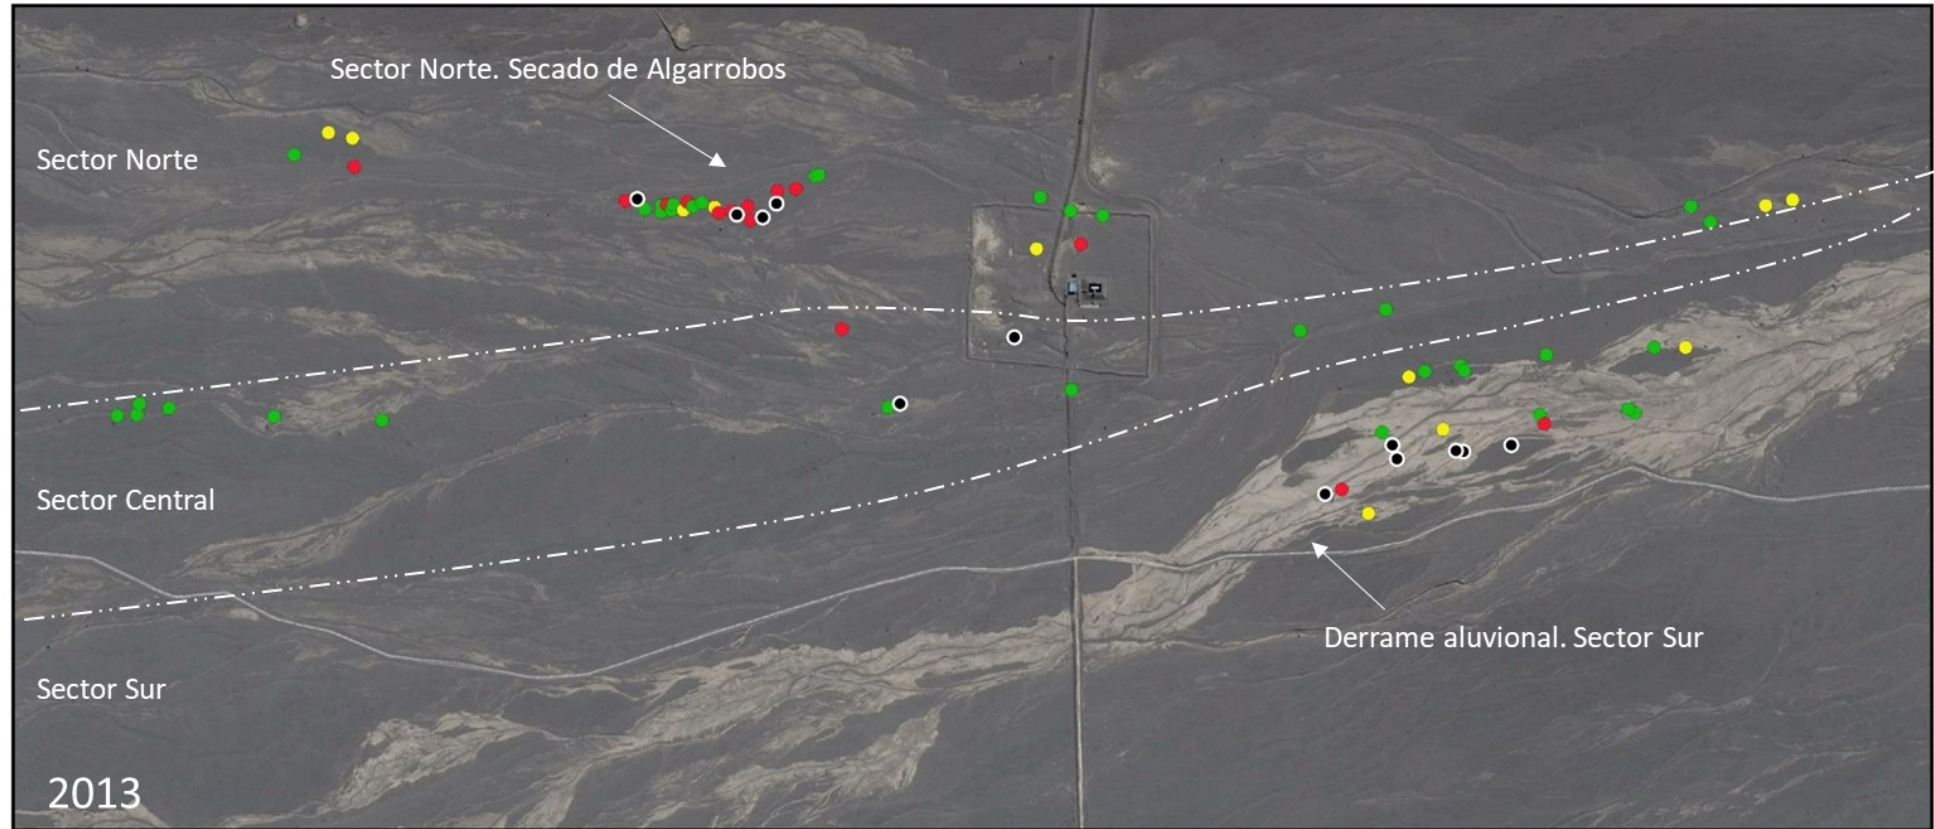 Sector Norte. Secado de Algarrobos
Sector Norte
Sector Central
Derrame aluvional. Sector Sur
Sector Sur
2013